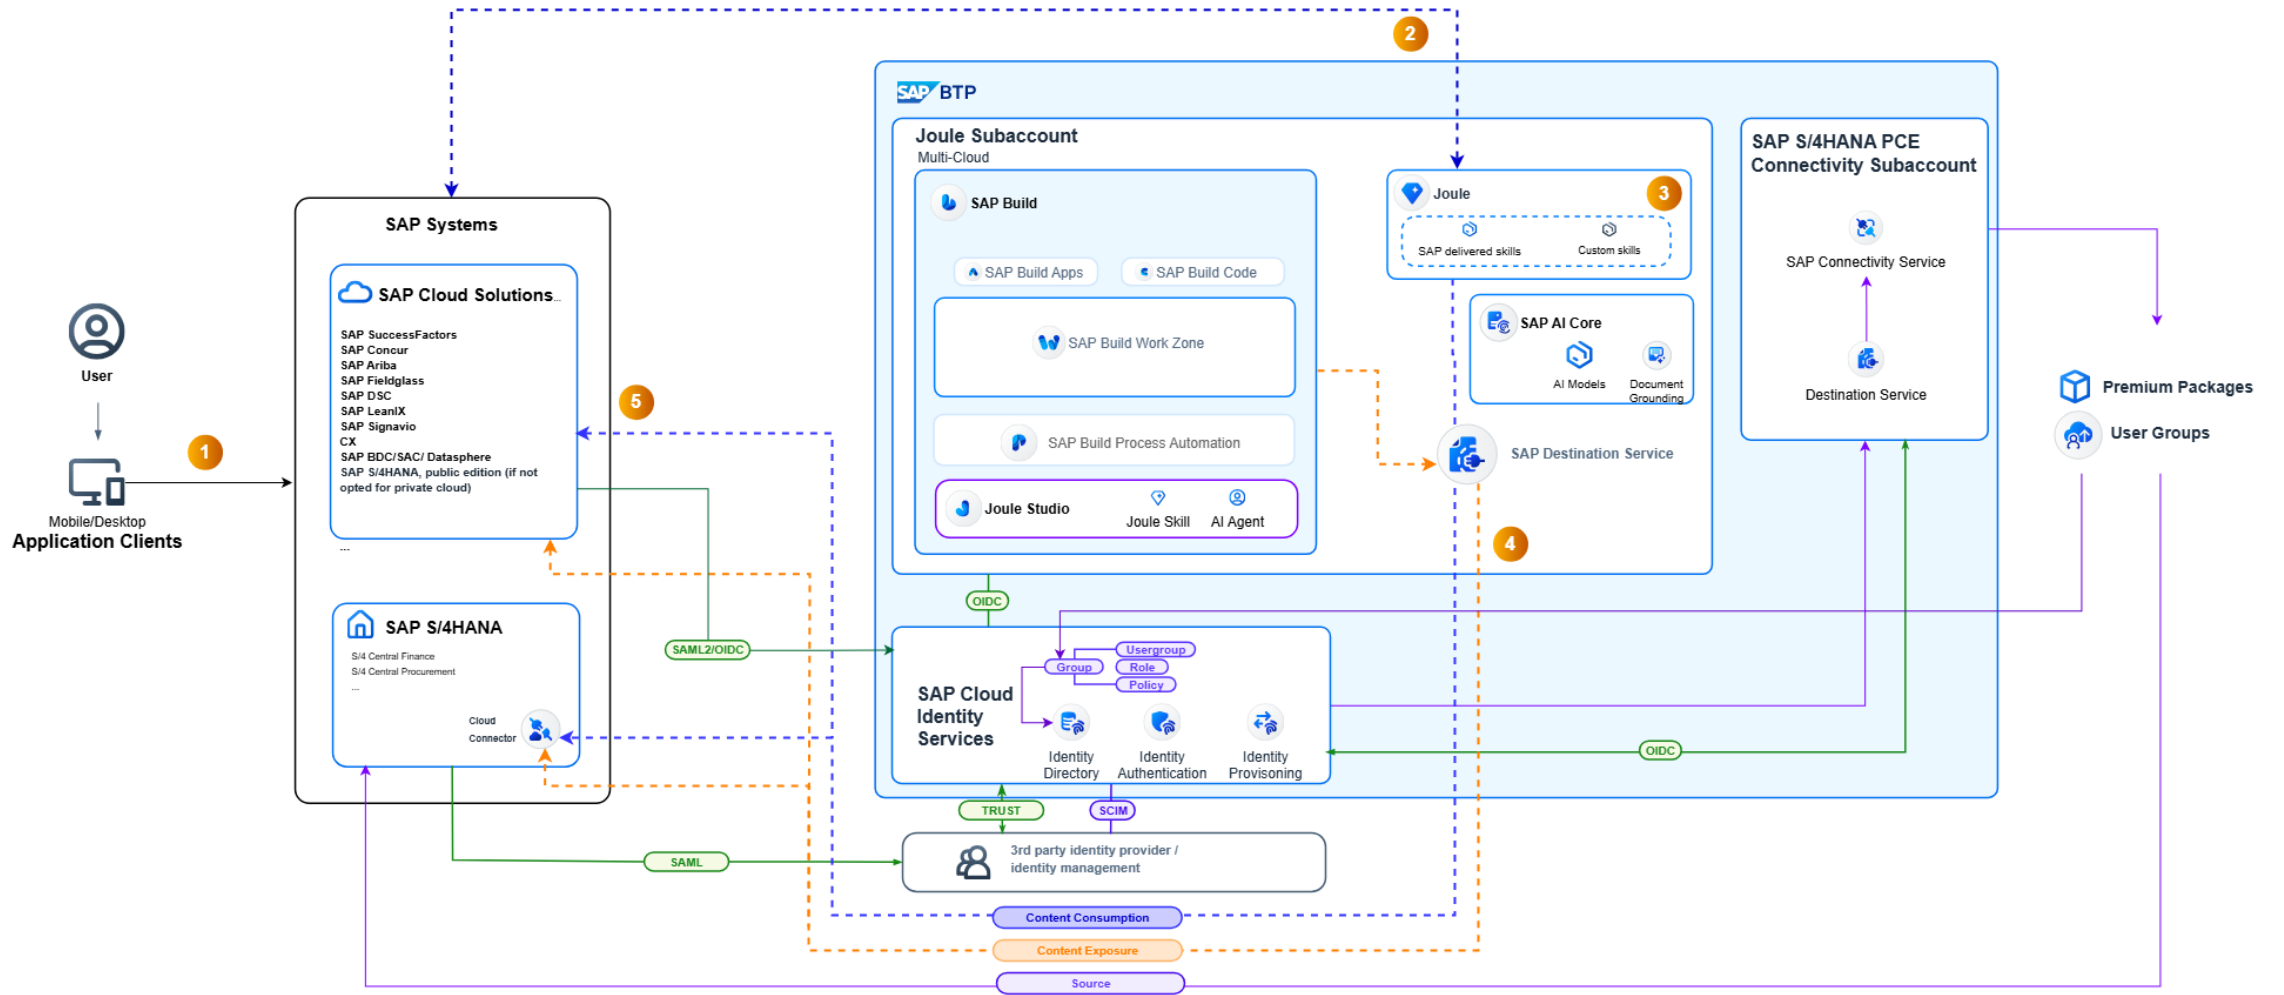 2
SAP BTP
Joule Subaccount
Multi-Cloud
SAP Build
SAP Build Apps
SAP Build Code
SAP Build Work Zone
SAP Build Process Automation
Joule Studio
Joule Skill
AI Agent
Joule
3
SAP delivered skills
Custom skills
SAP AI Core
AI Models
Document
Grounding
SAP Destination Service
4
SAP S/4HANA PCE
Connectivity Subaccount
SAP Connectivity Service
Destination Service
Premium Packages
User Groups
SAP Systems
SAP Cloud Solutions...
SAP SuccessFactors
SAP Concur
SAP Ariba
SAP Fieldglass
SAP DSC
SAP LeanIX
SAP Signavio
CX
SAP BDC/SAC/ Datasphere
SAP S/4HANA, public edition (if not
opted for private cloud)
...
SAP S/4HANA
S/4 Central Finance
S/4 Central Procurement
...
Cloud
Connector
User
1
Mobile/Desktop
Application Clients
5
OIDC
SAML2/OIDC
SAP Cloud
Identity
Services
Group
Usergroup
Role
Policy
Identity
Directory
Identity
Authentication
Identity
Provisoning
OIDC
TRUST
SCIM
SAML
3rd party identity provider /
identity management
Content Consumption
Content Exposure
Source